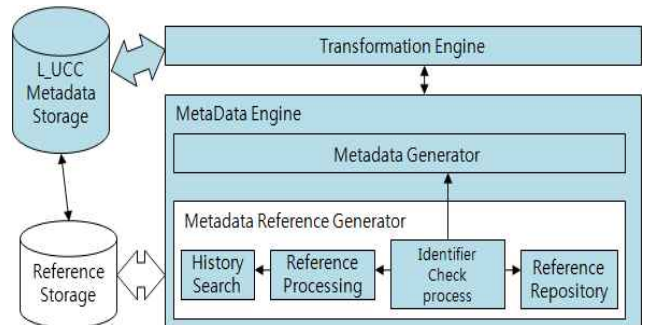 L_UCC
Metadata
Storage
Transformation Engine
MetaData Engine
Metadata Generator
Metadata Reference Generator
History
Search
Reference
Processing
Identifier
Check
process
Reference
Repository
Reference
Storage